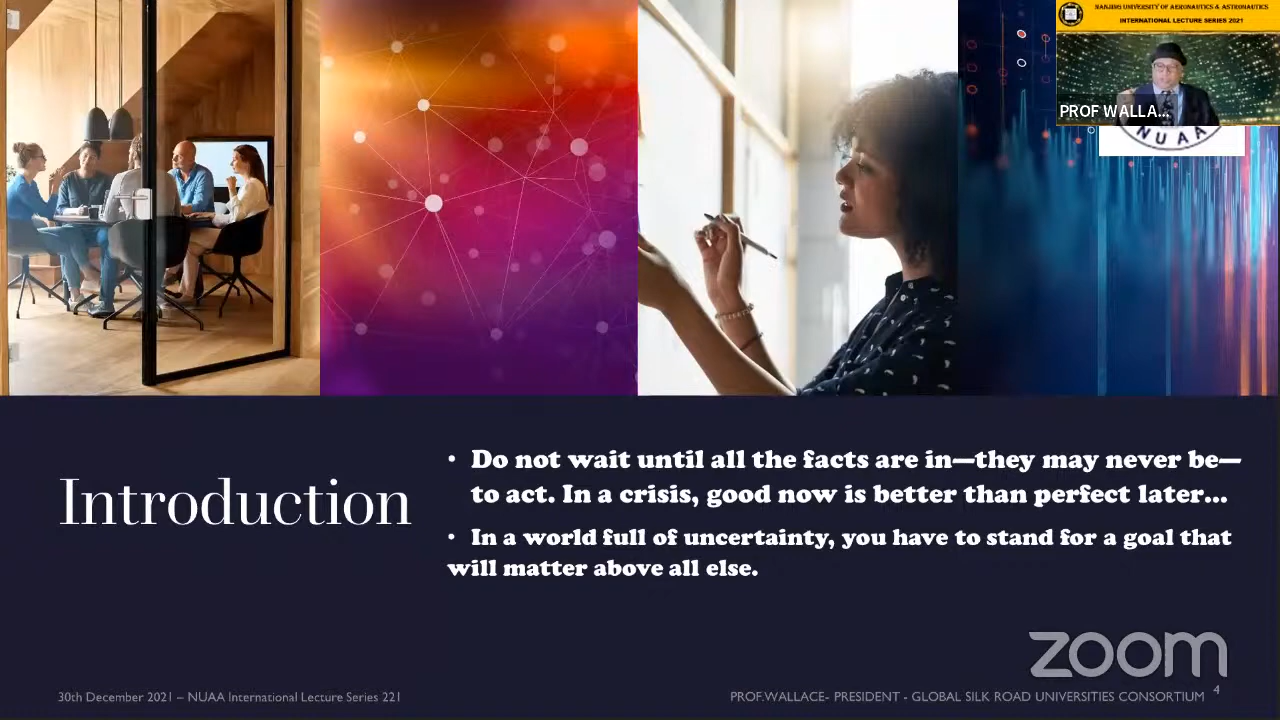 NANJING UNIVERSITY OF AERONAUTICS & ASTRONAUTICS
INTERNATIONAL LECTURE SERIES 2021
PROF WALLA...
NUAA
Introduction
• Do not wait until all the facts are in—they may never be—
to act. In a crisis, good now is better than perfect later...
• In a world full of uncertainty, you have to stand for a goal that
will matter above all else.
zoom
30th December 2021 – NUAA International Lecture Series 221
PROF.WALLACE- PRESIDENT - GLOBAL SILK ROAD UNIVERSITIES CONSORTIUM
4